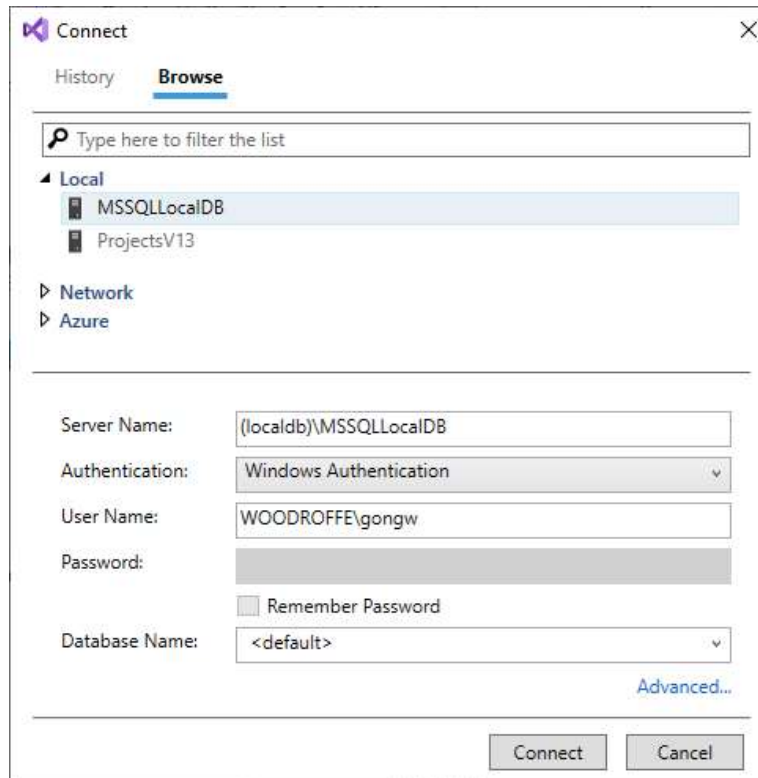 Connect
History Browse
Type here to filter the list
Local
MSSQLLocalDB
ProjectsV13
Network
Azure
Server Name: (localdb)\MSSQLLocalDB
Authentication: Windows Authentication
User Name: WOODROFFE\gongw
Password:
Remember Password
Database Name: <default>
Advanced...
Connect Cancel